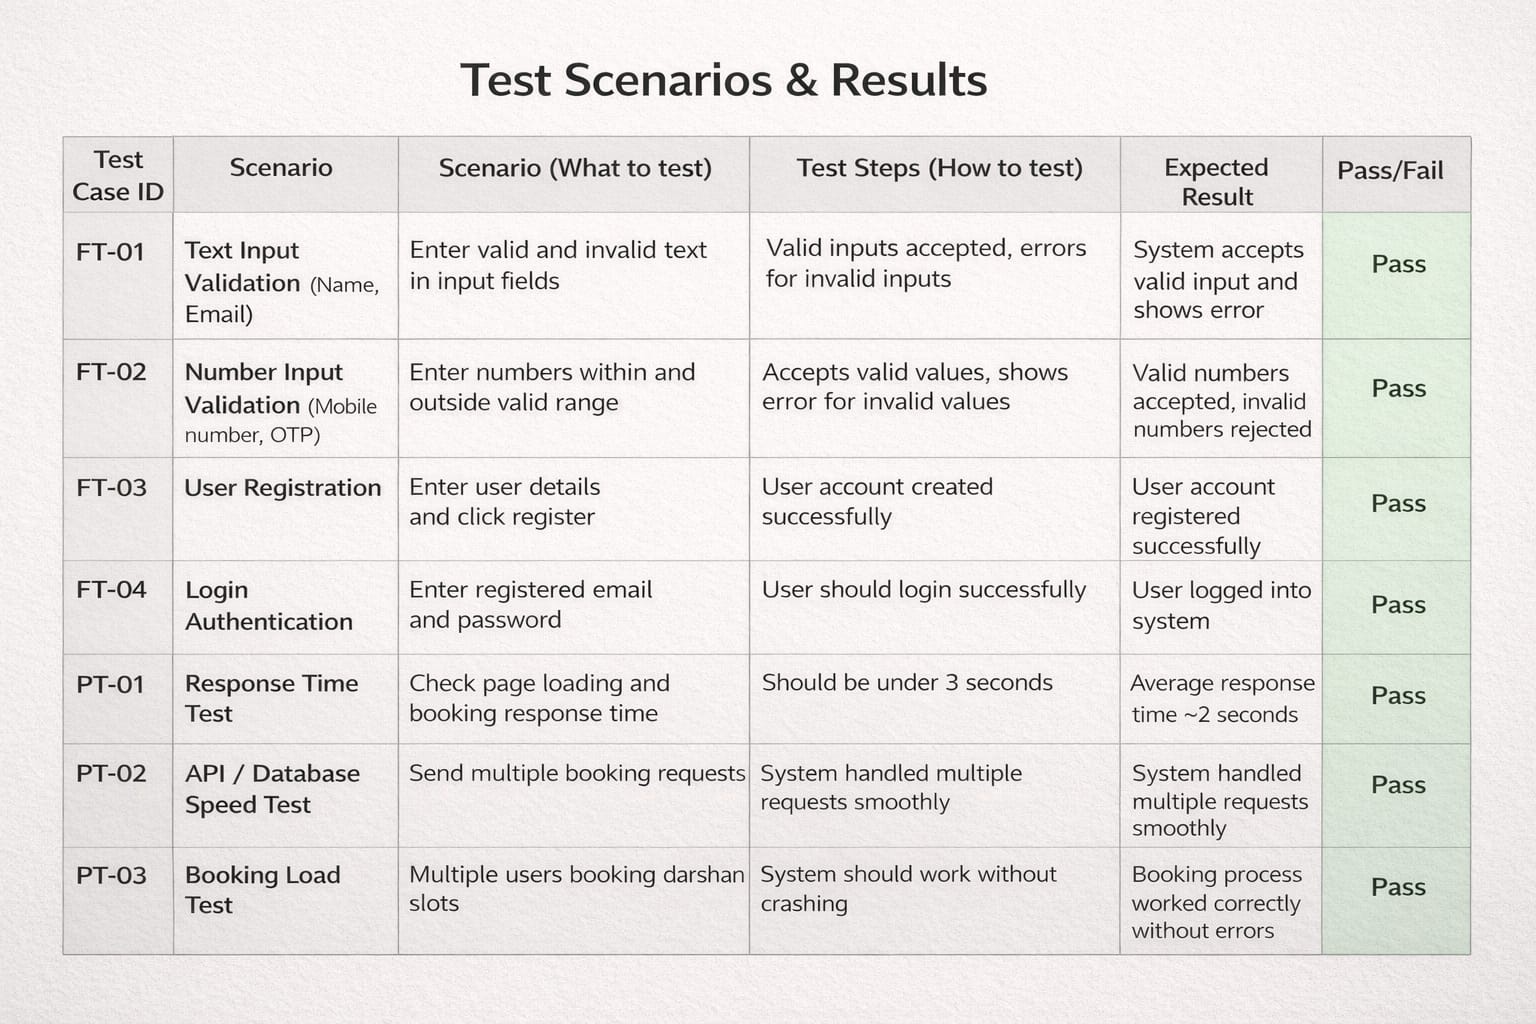 Test Scenarios & Results
Test
Case ID
Scenario
Scenario (What to test)
Test Steps (How to test)
Expected
Result
Pass/Fail
FT-01
Text Input
Validation (Name,
Email)
Enter valid and invalid text
in input fields
Valid inputs accepted, errors
for invalid inputs
System accepts
valid input and
shows error
Pass
FT-02
Number Input
Validation (Mobile
number, OTP)
Enter numbers within and
outside valid range
Accepts valid values, shows
error for invalid values
Valid numbers
accepted, invalid
numbers rejected
Pass
FT-03
User Registration
Enter user details
and click register
User account created
successfully
User account
registered
successfully
Pass
FT-04
Login
Authentication
Enter registered email
and password
User should login successfully
User logged into
system
Pass
PT-01
Response Time
Test
Check page loading and
booking response time
Should be under 3 seconds
Average response
time ~2 seconds
Pass
PT-02
API / Database
Speed Test
Send multiple booking requests
System handled multiple
requests smoothly
System handled
multiple requests
smoothly
Pass
PT-03
Booking Load
Test
Multiple users booking darshan
slots
System should work without
crashing
Booking process
worked correctly
without errors
Pass